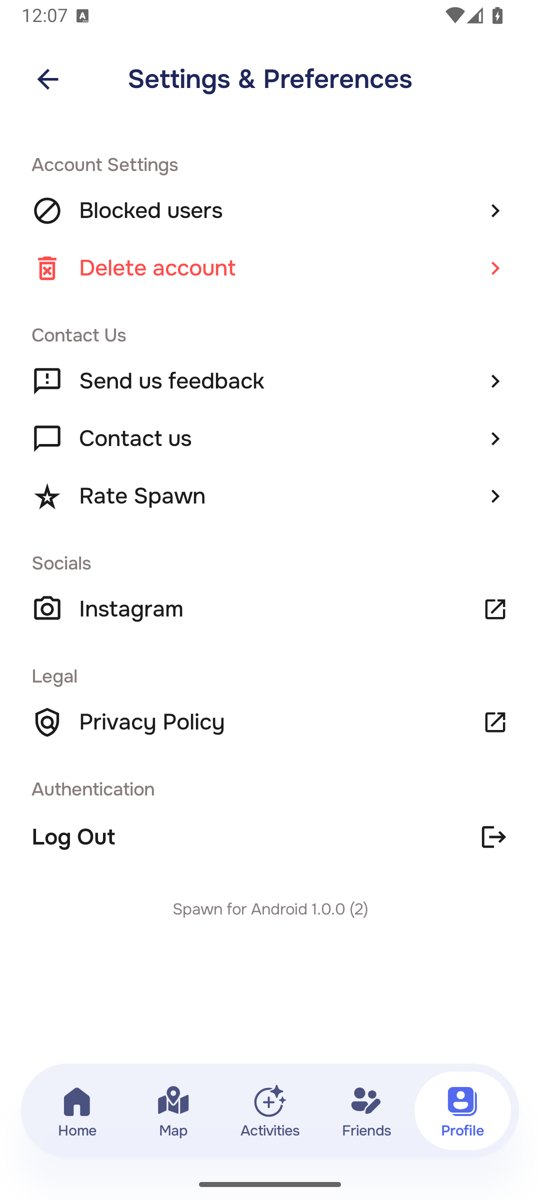 12:07
Settings & Preferences
Account Settings
Blocked users
Delete account
Contact Us
Send us feedback
Contact us
Rate Spawn
Socials
Instagram
Legal
Privacy Policy
Authentication
Log Out
Spawn for Android 1.0.0 (2)
Home Map Activities Friends Profile